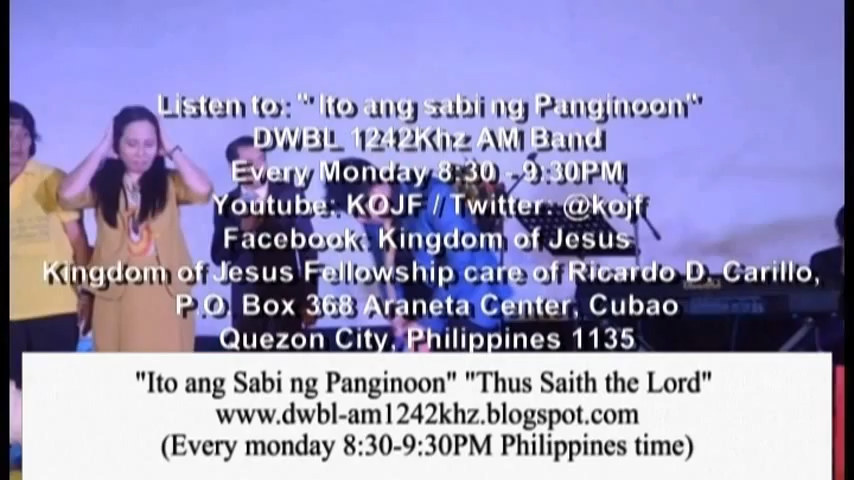 Listen to: " Ito ang sabi ng Panginoon"
DWBL 1242Khz AM Band
Every Monday 8:30 - 9:30PM
Youtube: KOJF / Twitter: @kojf
Facebook: Kingdom of Jesus
Kingdom of Jesus Fellowship care of Ricardo D. Carillo,
P.O. Box 368 Araneta Center, Cubao
Quezon City, Philippines 1135
"Ito ang Sabi ng Panginoon" "Thus Saith the Lord"
www.dwbl-am1242khz.blogspot.com
(Every monday 8:30-9:30PM Philippines time)